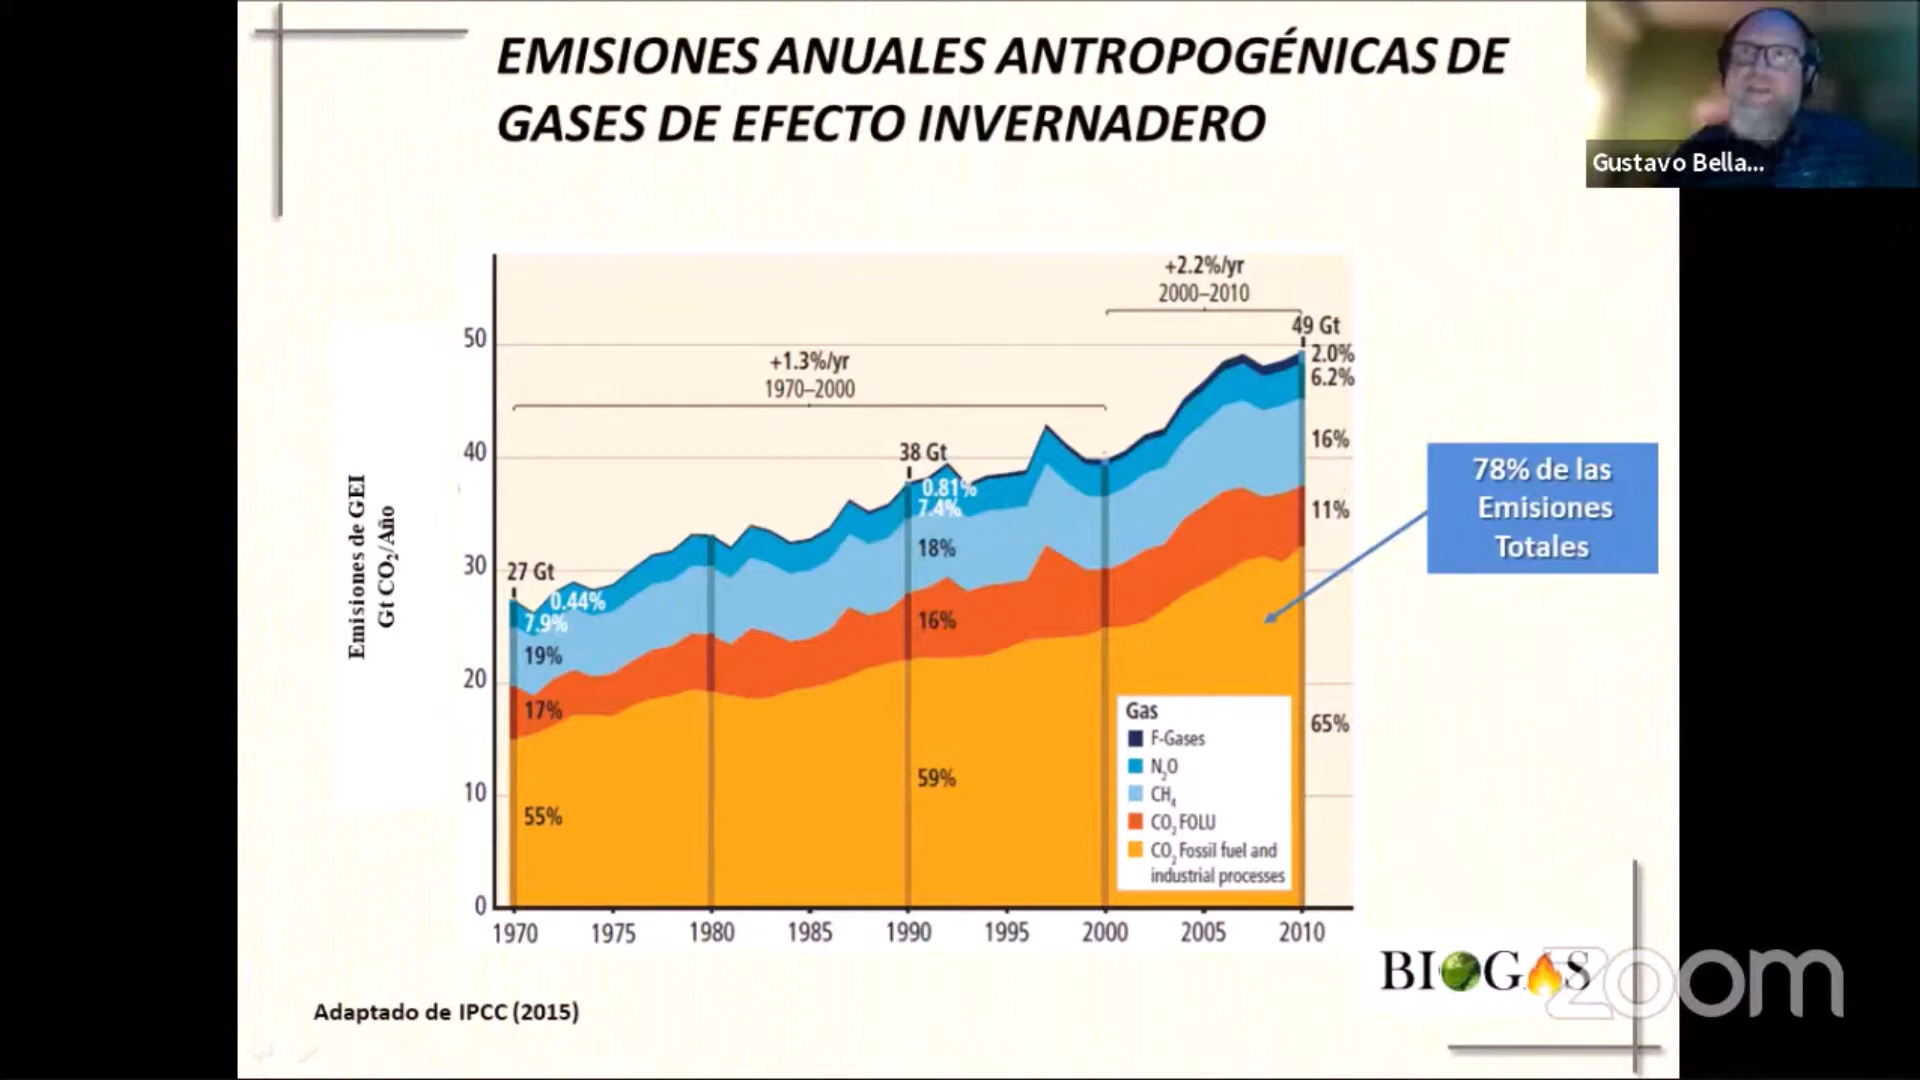 EMISIONES ANUALES ANTROPOGÉNICAS DE
GASES DE EFECTO INVERNADERO
Gustavo Bella...
Emisiones de GEI
Gt CO₂/Año
50
40
30
20
10
0
+2.2%/yr
2000–2010
+1.3%/yr
1970–2000
27 Gt
0.44%
7.9%
19%
17%
55%
38 Gt
0.81%
7.4%
18%
16%
59%
49 Gt
2.0%
6.2%
16%
11%
65%
78% de las
Emisiones
Totales
Gas
F-Gases
N₂O
CH₄
CO₂ FOLU
CO₂ Fossil fuel and
industrial processes
1970 1975 1980 1985 1990 1995 2000 2005 2010
BIOGAS
zoom
Adaptado de IPCC (2015)